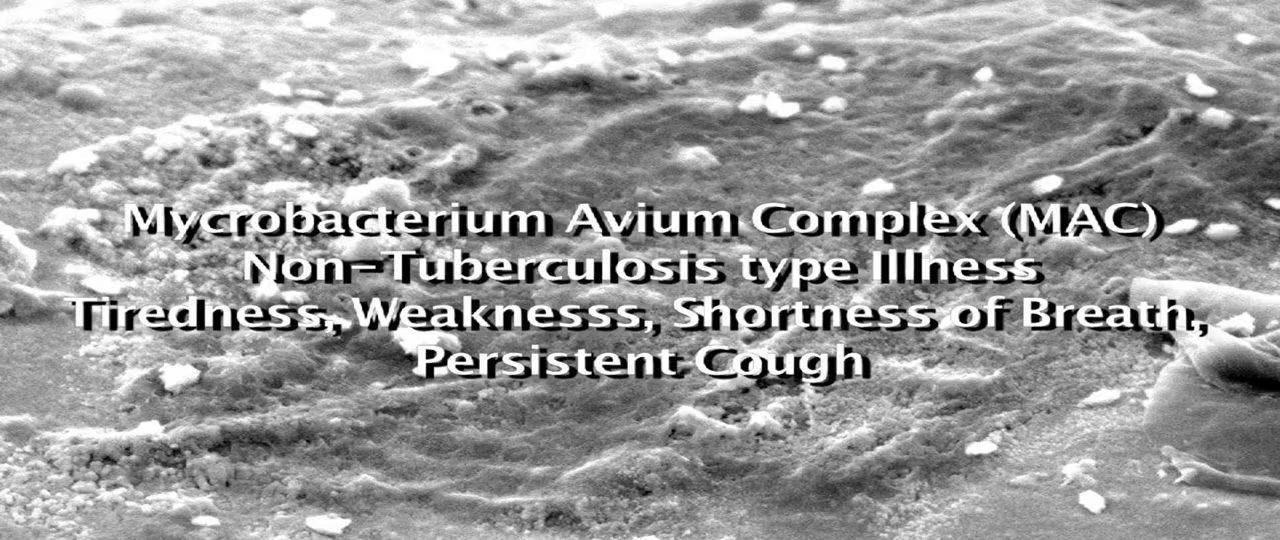 Mycrobacterium Avium Complex (MAC)
Non-Tuberculosis type Illness
Tiredness, Weaknesss, Shortness of Breath,
Persistent Cough